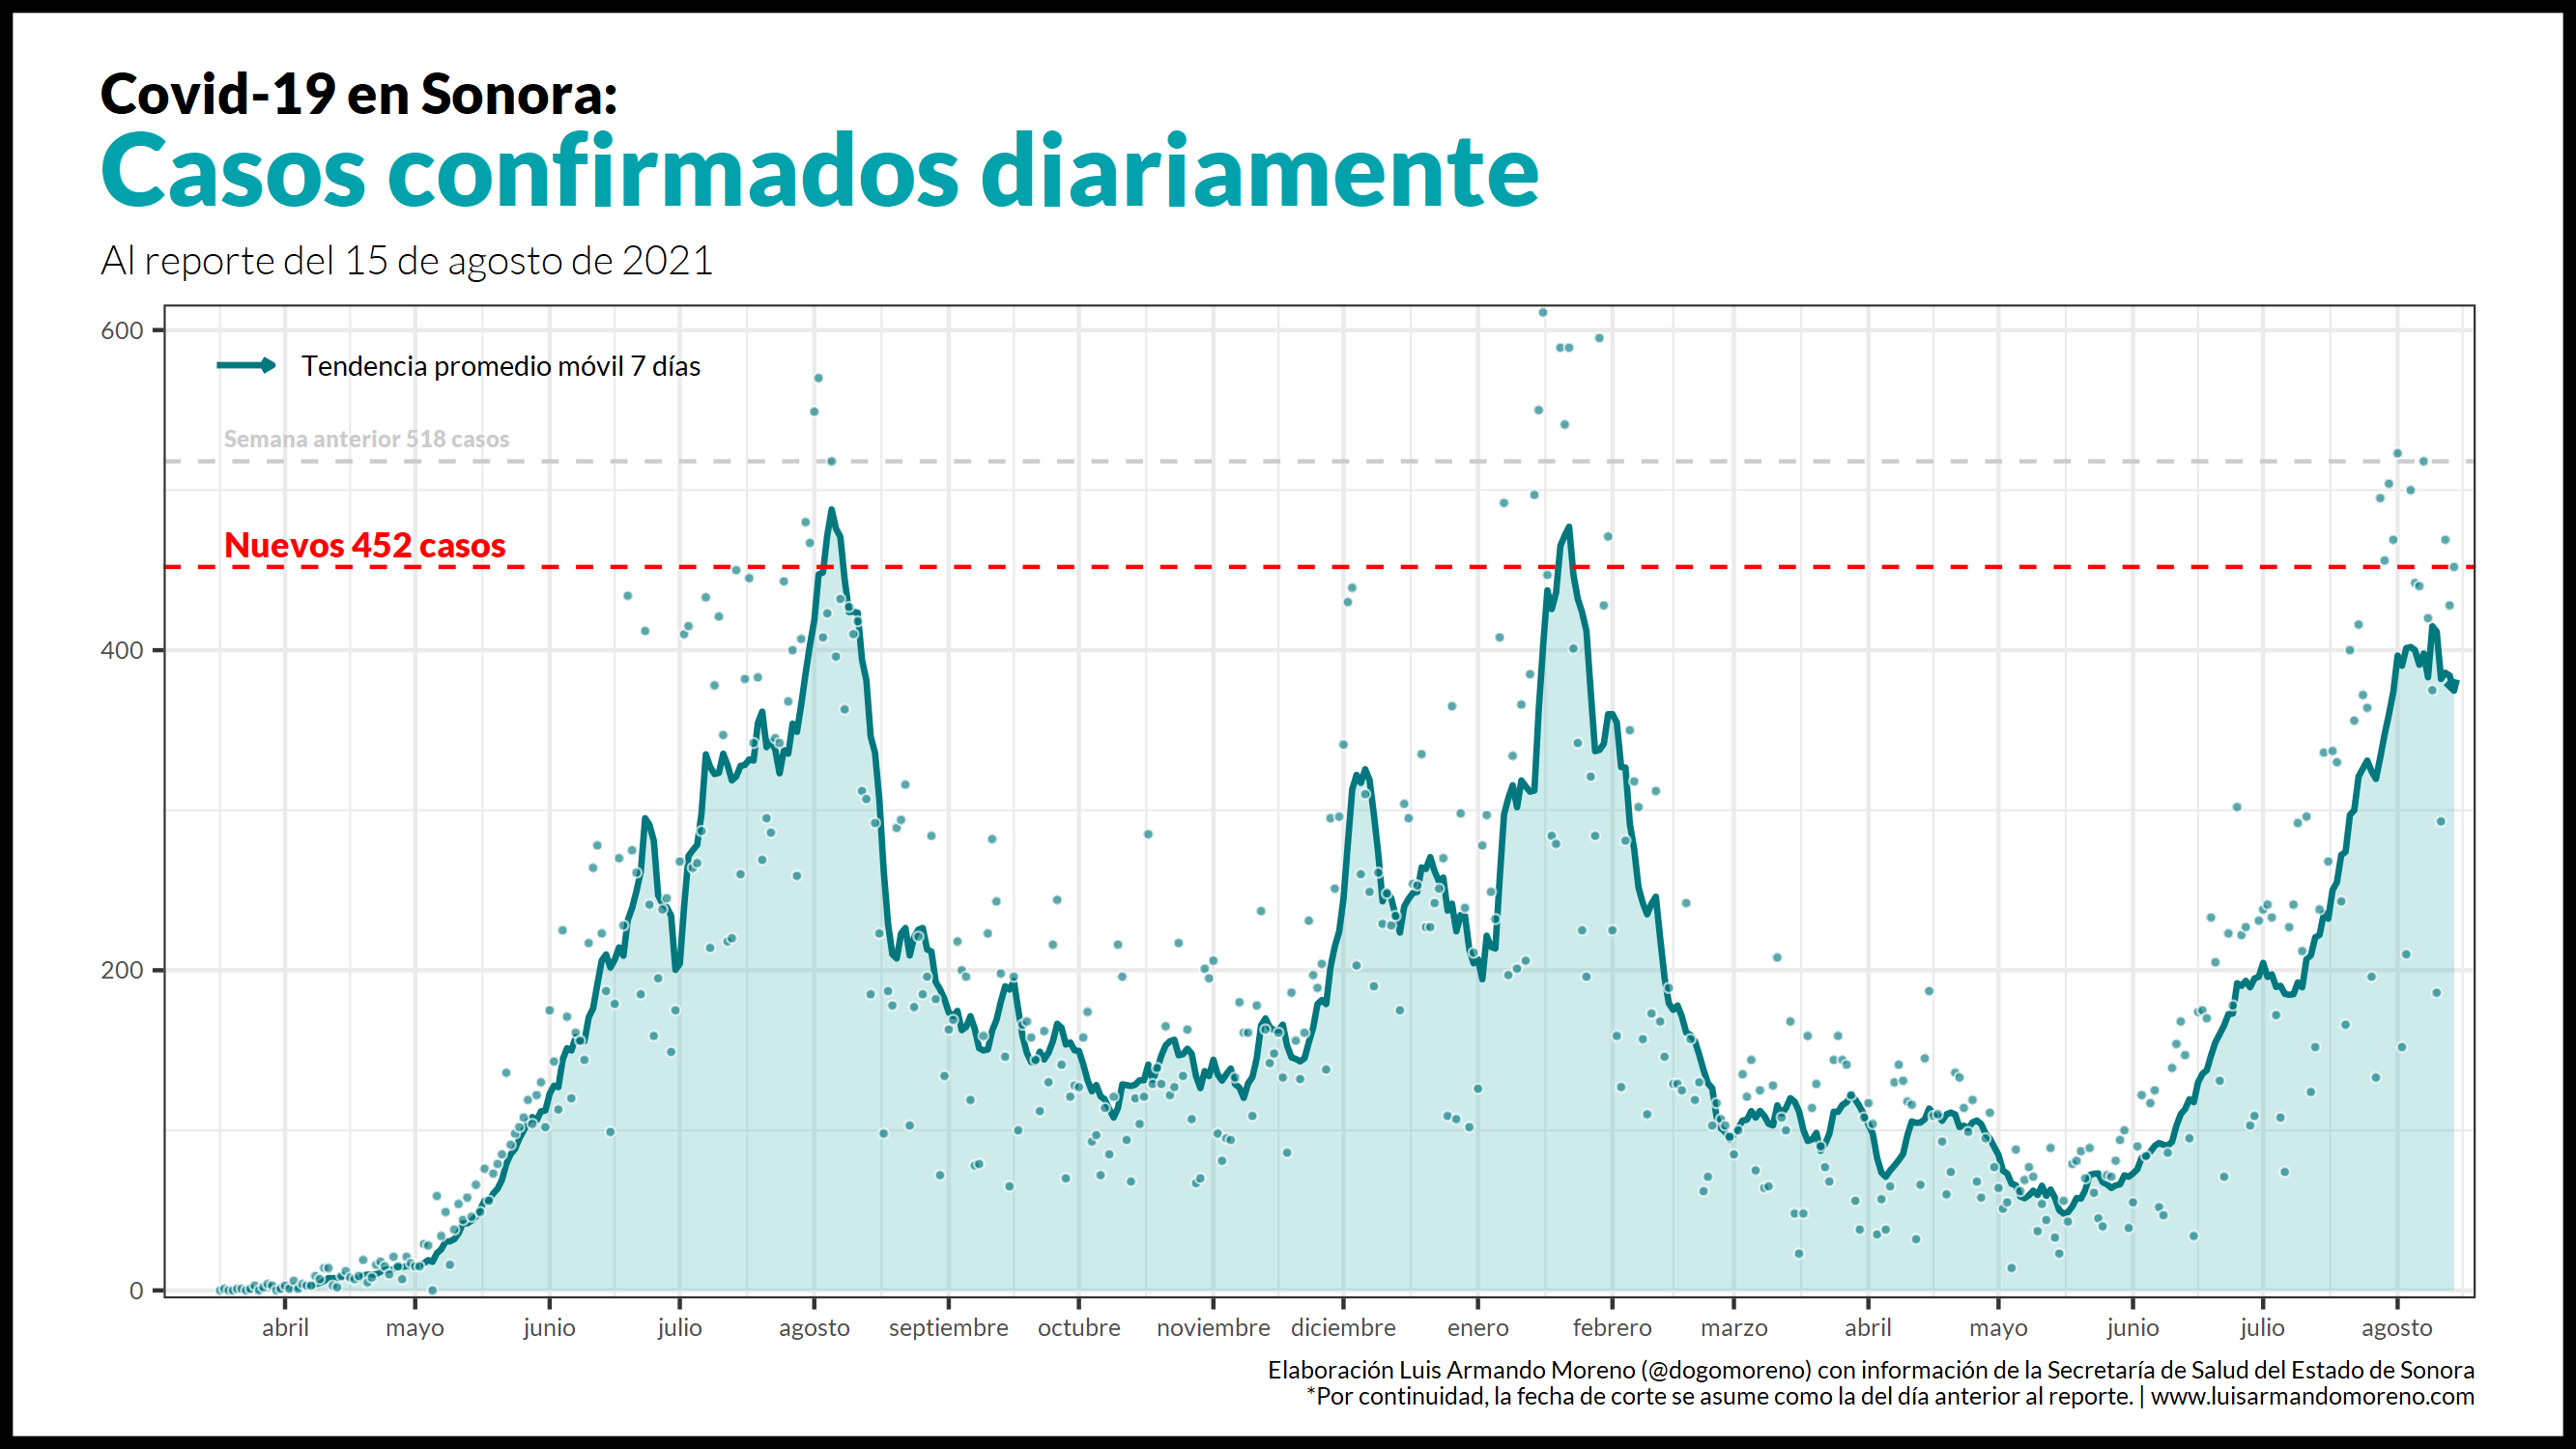 Covid-19 en Sonora:
Casos confirmados diariamente
Al reporte del 15 de agosto de 2021
600
Tendencia promedio móvil 7 días
Semana anterior 518 casos
Nuevos 452 casos
400
200
0
abril mayo junio julio agosto septiembre octubre noviembre diciembre enero febrero marzo abril mayo junio julio agosto
Elaboración Luis Armando Moreno (@dogomoreno) con información de la Secretaría de Salud del Estado de Sonora
*Por continuidad, la fecha de corte se asume como la del día anterior al reporte. | www.luisarmandomoreno.com